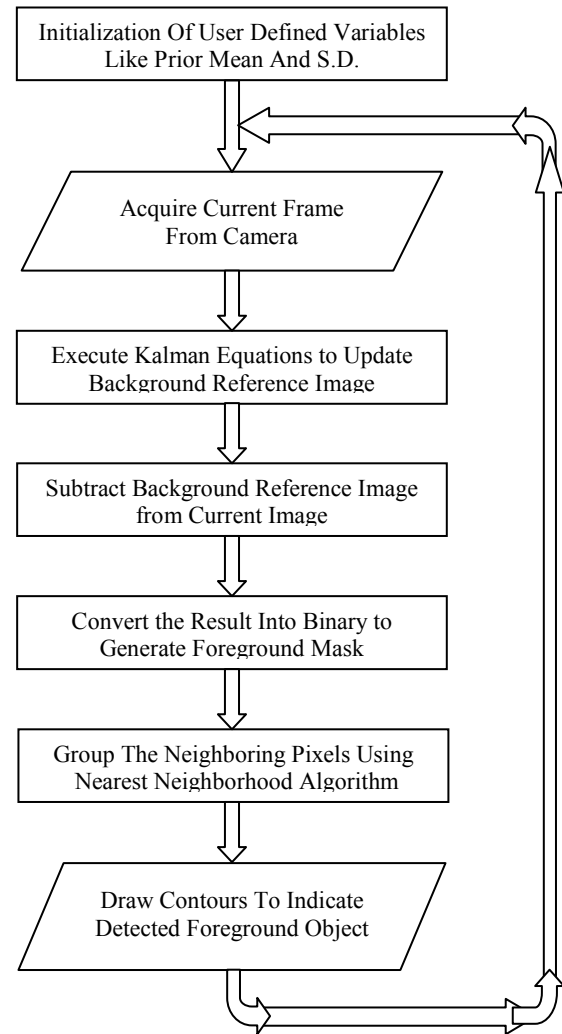 Initialization Of User Defined Variables
Like Prior Mean And S.D.
Acquire Current Frame
From Camera
Execute Kalman Equations to Update
Background Reference Image
Subtract Background Reference Image
from Current Image
Convert the Result Into Binary to
Generate Foreground Mask
Group The Neighboring Pixels Using
Nearest Neighborhood Algorithm
Draw Contours To Indicate
Detected Foreground Object